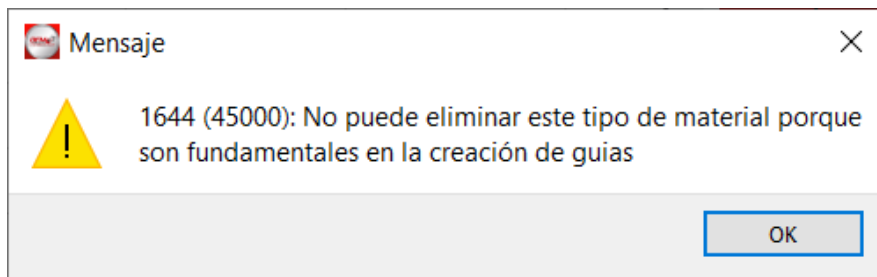 Mensaje
1644 (45000): No puede eliminar este tipo de material porque
son fundamentales en la creación de guias
OK